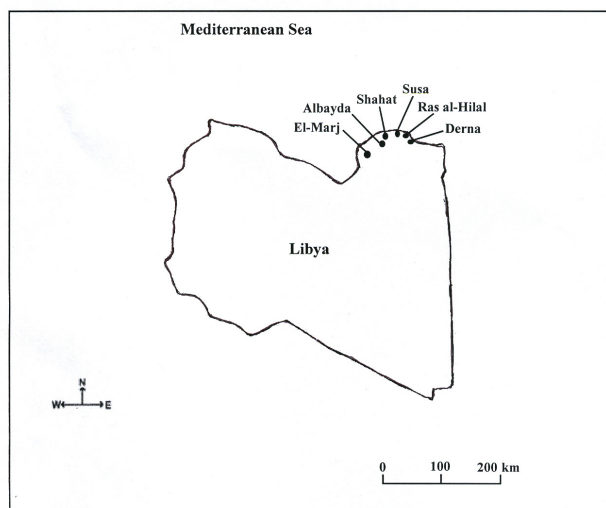 Mediterranean Sea
Susa
Shahat
Ras al-Hilal
Albayda
Derna
El-Marj
Libya
N
W E
0 100 200 km